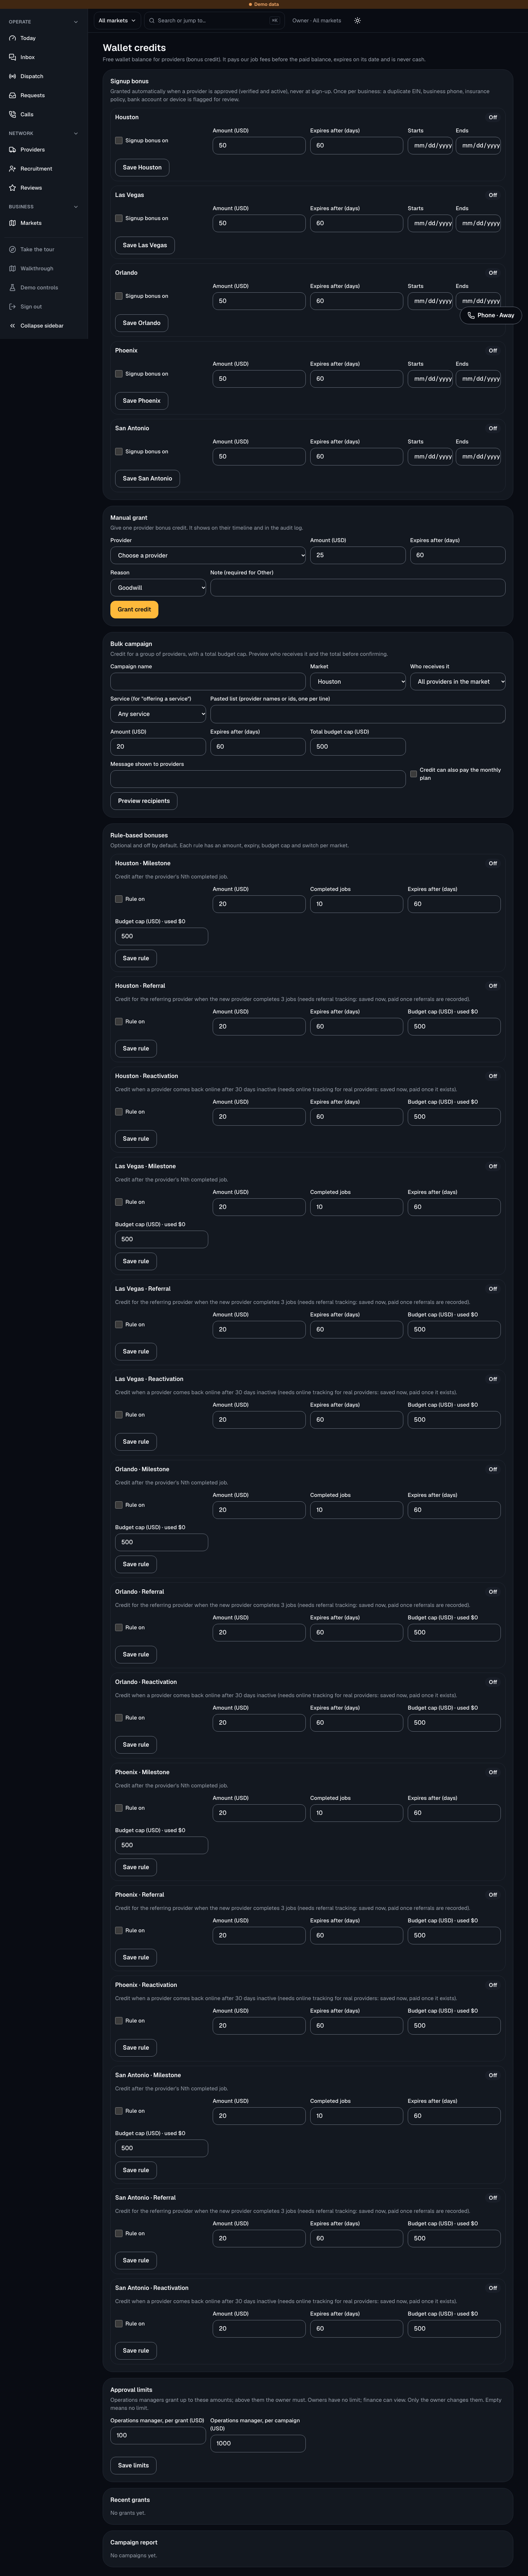 Demo data
OPERATE
Today
Inbox
Dispatch
Requests
Calls
NETWORK
Providers
Recruitment
Reviews
BUSINESS
Markets
Take the tour
Walkthrough
Demo controls
Sign out
Collapse sidebar
All markets
Search or jump to...
⌘K
Owner · All markets
Phone · Away
Wallet credits
Free wallet balance for providers (bonus credit). It pays our job fees before the paid balance, expires on its date and is never cash.
Signup bonus
Granted automatically when a provider is approved (verified and active), never at sign-up. Once per business: a duplicate EIN, business phone, insurance
policy, bank account or device is flagged for review.
Houston Off
Signup bonus on
Amount (USD) Expires after (days) Starts Ends
50 60 mm/dd/yyyy mm/dd/yyyy
Save Houston
Las Vegas Off
Signup bonus on
Amount (USD) Expires after (days) Starts Ends
50 60 mm/dd/yyyy mm/dd/yyyy
Save Las Vegas
Orlando Off
Signup bonus on
Amount (USD) Expires after (days) Starts Ends
50 60 mm/dd/yyyy mm/dd/yyyy
Save Orlando
Phoenix Off
Signup bonus on
Amount (USD) Expires after (days) Starts Ends
50 60 mm/dd/yyyy mm/dd/yyyy
Save Phoenix
San Antonio Off
Signup bonus on
Amount (USD) Expires after (days) Starts Ends
50 60 mm/dd/yyyy mm/dd/yyyy
Save San Antonio
Manual grant
Give one provider bonus credit. It shows on their timeline and in the audit log.
Provider Amount (USD) Expires after (days)
Choose a provider 25 60
Reason Note (required for Other)
Goodwill
Grant credit
Bulk campaign
Credit for a group of providers, with a total budget cap. Preview who receives it and the total before confirming.
Campaign name Market Who receives it
Houston All providers in the market
Service (for "offering a service") Pasted list (provider names or ids, one per line)
Any service
Amount (USD) Expires after (days) Total budget cap (USD)
20 60 500
Message shown to providers
Credit can also pay the monthly
plan
Preview recipients
Rule-based bonuses
Optional and off by default. Each rule has an amount, expiry, budget cap and switch per market.
Houston · Milestone Off
Credit after the provider's Nth completed job.
Rule on
Amount (USD) Completed jobs Expires after (days)
20 10 60
Budget cap (USD) · used $0
500
Save rule
Houston · Referral Off
Credit for the referring provider when the new provider completes 3 jobs (needs referral tracking: saved now, paid once referrals are recorded).
Rule on
Amount (USD) Expires after (days) Budget cap (USD) · used $0
20 60 500
Save rule
Houston · Reactivation Off
Credit when a provider comes back online after 30 days inactive (needs online tracking for real providers: saved now, paid once it exists).
Rule on
Amount (USD) Expires after (days) Budget cap (USD) · used $0
20 60 500
Save rule
Las Vegas · Milestone Off
Credit after the provider's Nth completed job.
Rule on
Amount (USD) Completed jobs Expires after (days)
20 10 60
Budget cap (USD) · used $0
500
Save rule
Las Vegas · Referral Off
Credit for the referring provider when the new provider completes 3 jobs (needs referral tracking: saved now, paid once referrals are recorded).
Rule on
Amount (USD) Expires after (days) Budget cap (USD) · used $0
20 60 500
Save rule
Las Vegas · Reactivation Off
Credit when a provider comes back online after 30 days inactive (needs online tracking for real providers: saved now, paid once it exists).
Rule on
Amount (USD) Expires after (days) Budget cap (USD) · used $0
20 60 500
Save rule
Orlando · Milestone Off
Credit after the provider's Nth completed job.
Rule on
Amount (USD) Completed jobs Expires after (days)
20 10 60
Budget cap (USD) · used $0
500
Save rule
Orlando · Referral Off
Credit for the referring provider when the new provider completes 3 jobs (needs referral tracking: saved now, paid once referrals are recorded).
Rule on
Amount (USD) Expires after (days) Budget cap (USD) · used $0
20 60 500
Save rule
Orlando · Reactivation Off
Credit when a provider comes back online after 30 days inactive (needs online tracking for real providers: saved now, paid once it exists).
Rule on
Amount (USD) Expires after (days) Budget cap (USD) · used $0
20 60 500
Save rule
Phoenix · Milestone Off
Credit after the provider's Nth completed job.
Rule on
Amount (USD) Completed jobs Expires after (days)
20 10 60
Budget cap (USD) · used $0
500
Save rule
Phoenix · Referral Off
Credit for the referring provider when the new provider completes 3 jobs (needs referral tracking: saved now, paid once referrals are recorded).
Rule on
Amount (USD) Expires after (days) Budget cap (USD) · used $0
20 60 500
Save rule
Phoenix · Reactivation Off
Credit when a provider comes back online after 30 days inactive (needs online tracking for real providers: saved now, paid once it exists).
Rule on
Amount (USD) Expires after (days) Budget cap (USD) · used $0
20 60 500
Save rule
San Antonio · Milestone Off
Credit after the provider's Nth completed job.
Rule on
Amount (USD) Completed jobs Expires after (days)
20 10 60
Budget cap (USD) · used $0
500
Save rule
San Antonio · Referral Off
Credit for the referring provider when the new provider completes 3 jobs (needs referral tracking: saved now, paid once referrals are recorded).
Rule on
Amount (USD) Expires after (days) Budget cap (USD) · used $0
20 60 500
Save rule
San Antonio · Reactivation Off
Credit when a provider comes back online after 30 days inactive (needs online tracking for real providers: saved now, paid once it exists).
Rule on
Amount (USD) Expires after (days) Budget cap (USD) · used $0
20 60 500
Save rule
Approval limits
Operations managers grant up to these amounts; above them the owner must. Owners have no limit; finance can view. Only the owner changes them. Empty
means no limit.
Operations manager, per grant (USD) Operations manager, per campaign
(USD)
100 1000
Save limits
Recent grants
No grants yet.
Campaign report
No campaigns yet.